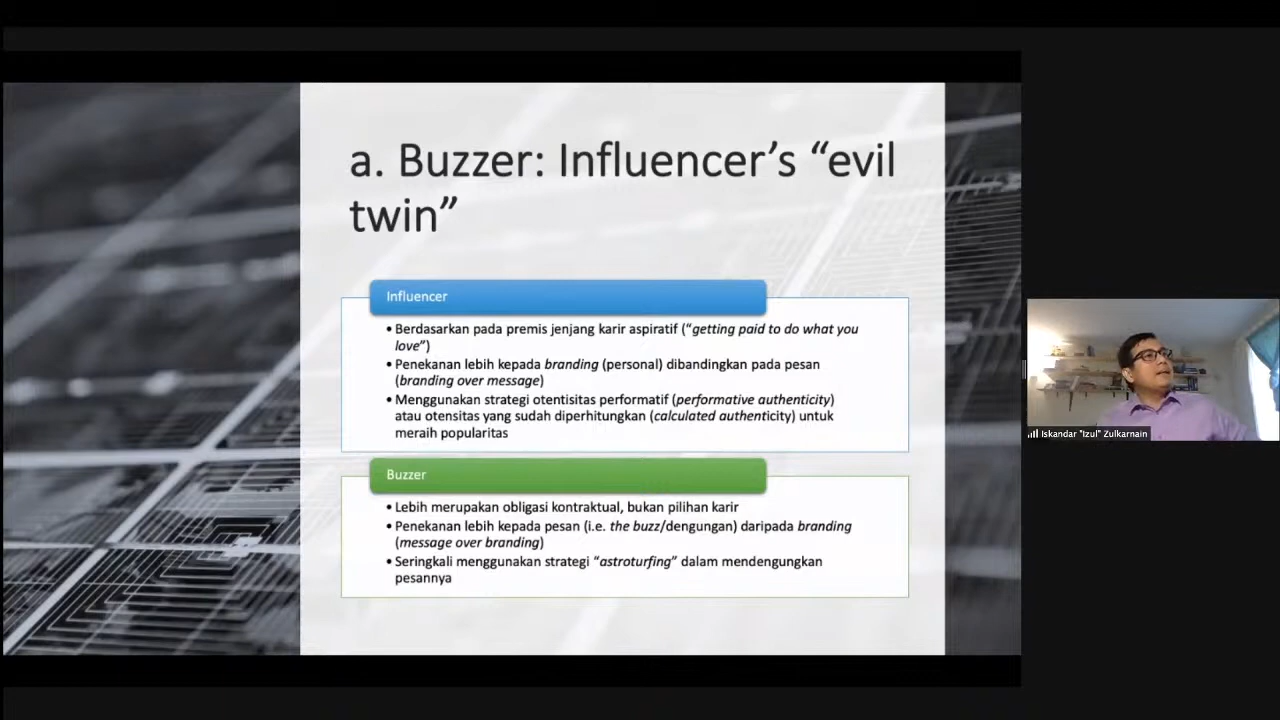 a. Buzzer: Influencer’s “evil
twin”
Influencer
• Berdasarkan pada premis jenjang karir aspiratif (“getting paid to do what you
love”)
• Penekanan lebih kepada branding (personal) dibandingkan pada pesan
(branding over message)
• Menggunakan strategi otentisitas performatif (performative authenticity)
atau otensitas yang sudah diperhitungkan (calculated authenticity) untuk
meraih popularitas
Buzzer
• Lebih merupakan obligasi kontraktual, bukan pilihan karir
• Penekanan lebih kepada pesan (i.e. the buzz/dengungan) daripada branding
(message over branding)
• Seringkali menggunakan strategi “astroturfing” dalam mendengungkan
pesannya
Iskandar "Izul" Zulkarnain